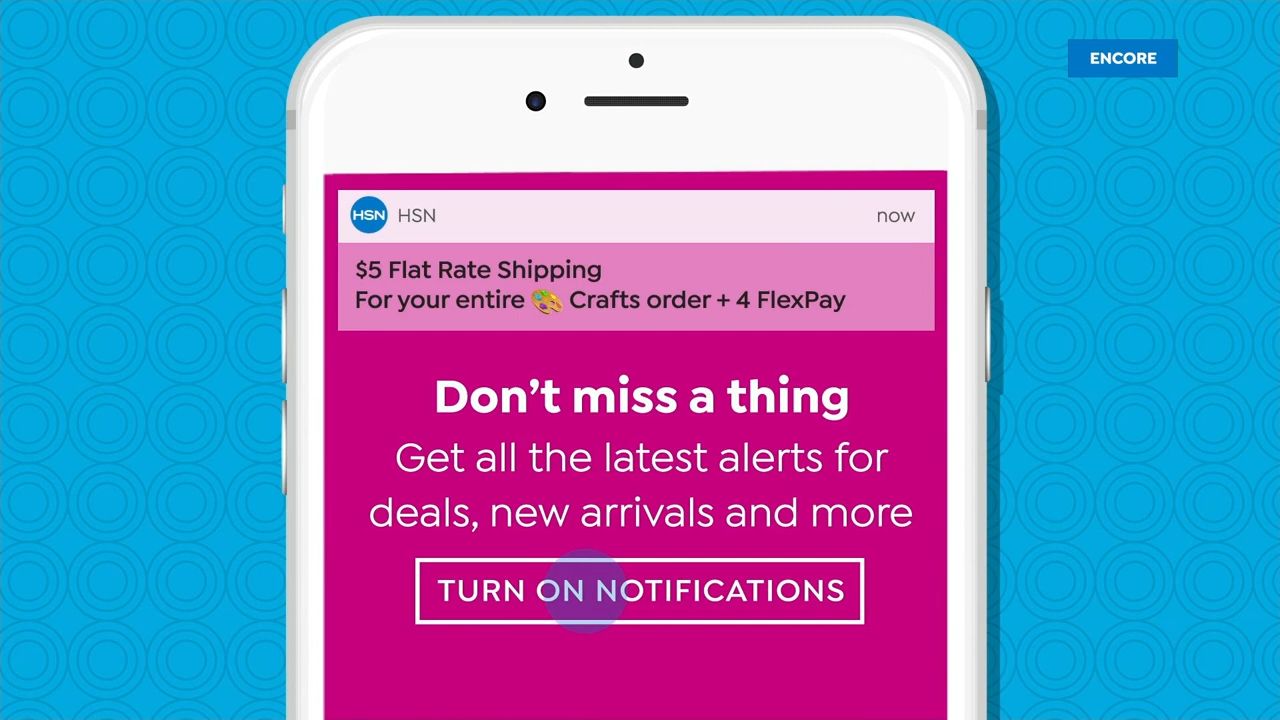 ENCORE
HSN HSN now
$5 Flat Rate Shipping
For your entire 🎨 Crafts order + 4 FlexPay
Don't miss a thing
Get all the latest alerts for
deals, new arrivals and more
TURN ON NOTIFICATIONS